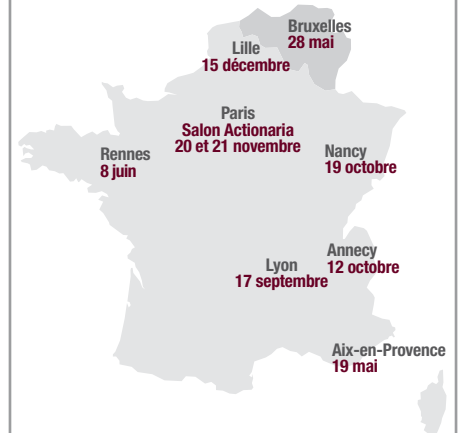 Bruxelles
28 mai
Lille
15 décembre
Paris
Salon Actionaria
20 et 21 novembre
Rennes
8 juin
Nancy
19 octobre
Annecy
12 octobre
Lyon
17 septembre
Aix-en-Provence
19 mai